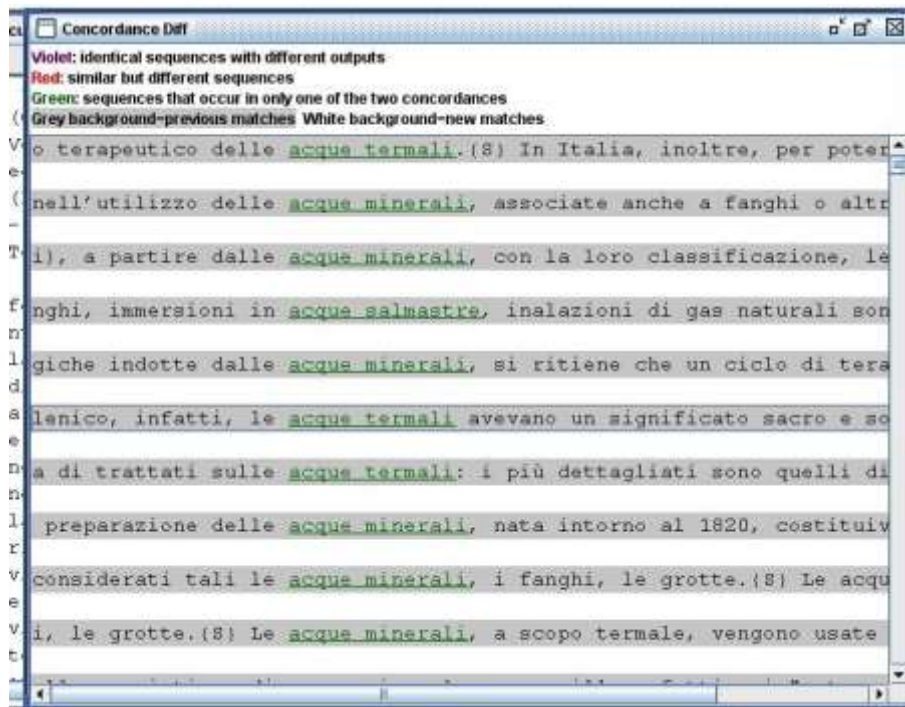 Concordance Diff
Violet: identical sequences with different outputs
Red: similar but different sequences
Green: sequences that occur in only one of the two concordances
Grey background=previous matches White background=new matches
o terapeutico delle acque termali.{S} In Italia, inoltre, per poter
nell'utilizzo delle acque minerali, associate anche a fanghi o altr
i), a partire dalle acque minerali, con la loro classificazione, le
nghi, immersioni in acque salmastre, inalazioni di gas naturali son
giche indotte dalle acque minerali, si ritiene che un ciclo di tera
lenico, infatti, le acque termali avevano un significato sacro e so
a di trattati sulle acque termali: i più dettagliati sono quelli di
preparazione delle acque minerali, nata intorno al 1820, costituiv
considerati tali le acque minerali, i fanghi, le grotte.{S} Le acqu
i, le grotte.{S} Le acque minerali, a scopo termale, vengono usate